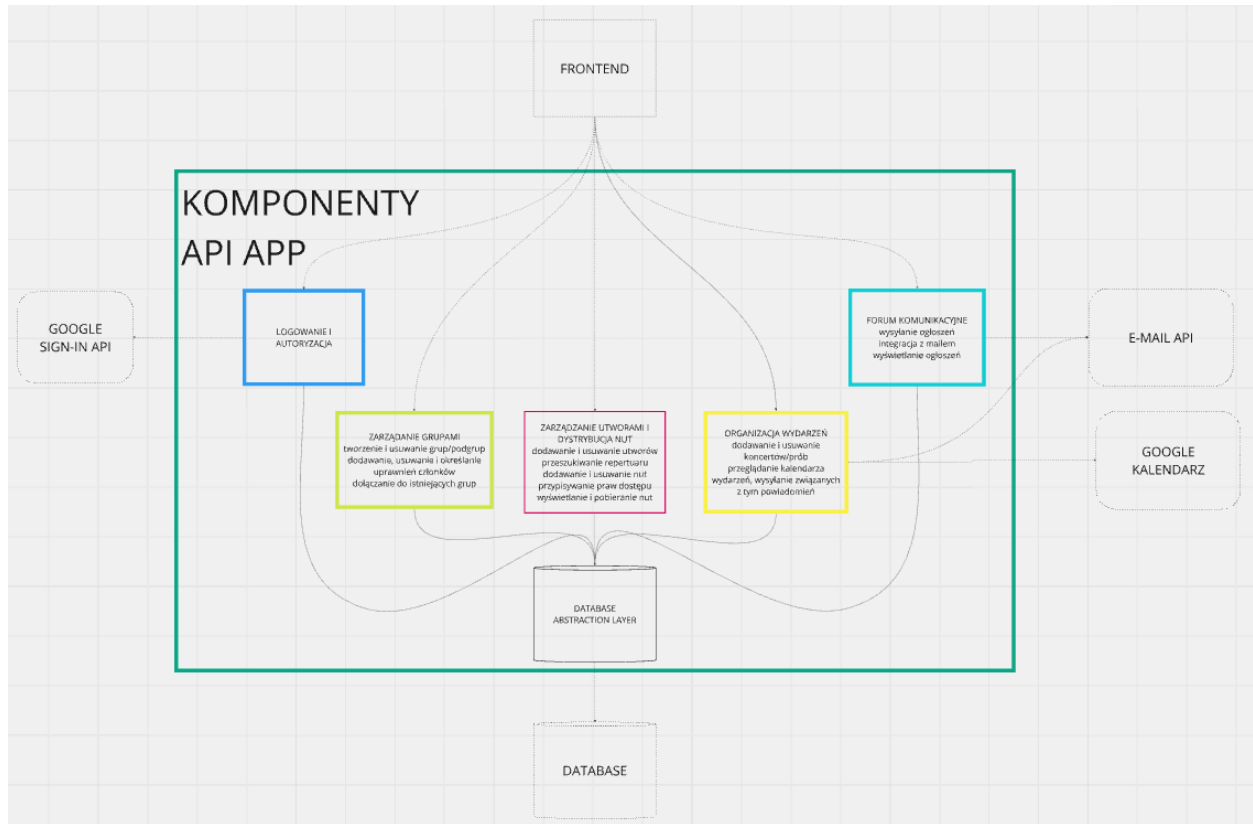 FRONTEND
KOMPONENTY
API APP
GOOGLE
SIGN-IN API
LOGOWANIE I
AUTORYZACJA
FORUM KOMUNIKACYJNE
wysyłanie ogłoszeń
integracja z mailem
wyświetlanie ogłoszeń
E-MAIL API
ZARZĄDANIE GRUPAMI
tworzenie i usuwanie grup/podgrup
dodawanie, usuwanie i określanie
uprawnień członków
dołączanie do istniejących grup
ZARZĄDZANIE UTWORAMI I
DYSTRYBUCJA NUT
dodawanie i usuwanie utworów
przeszukiwanie repertuaru
dodawanie i usuwanie nut
przypisywanie praw dostępu
wyświetlanie i pobieranie nut
ORGANIZACJA WYDARZEŃ
dodawanie i usuwanie
koncertów/prób
przeglądanie kalendarza
wydarzeń, wysyłanie związanych
z tym powiadomień
GOOGLE
KALENDARZ
DATABASE
ABSTRACTION LAYER
DATABASE